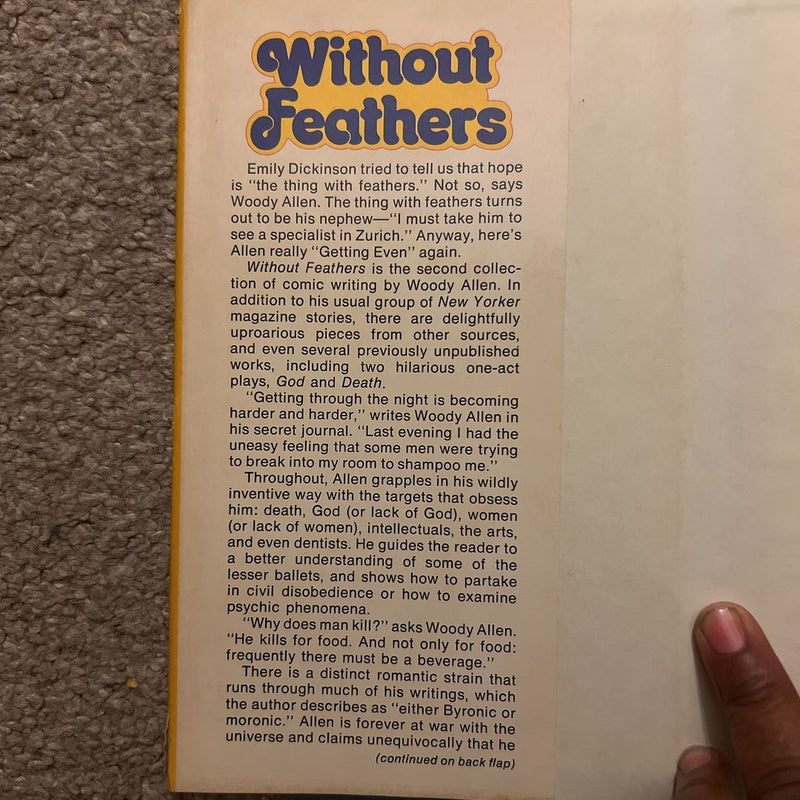 Without
Feathers
Emily Dickinson tried to tell us that hope
is “the thing with feathers.” Not so, says
Woody Allen. The thing with feathers turns
out to be his nephew—“I must take him to
see a specialist in Zurich.” Anyway, here’s
Allen really “Getting Even” again.
Without Feathers is the second collec-
tion of comic writing by Woody Allen. In
addition to his usual group of New Yorker
magazine stories, there are delightfully
uproarious pieces from other sources,
and even several previously unpublished
works, including two hilarious one-act
plays, God and Death.
“Getting through the night is becoming
harder and harder,” writes Woody Allen in
his secret journal. “Last evening I had the
uneasy feeling that some men were trying
to break into my room to shampoo me.”
Throughout, Allen grapples in his wildly
inventive way with the targets that obsess
him: death, God (or lack of God), women
(or lack of women), intellectuals, the arts,
and even dentists. He guides the reader to
a better understanding of some of the
lesser ballets, and shows how to partake
in civil disobedience or how to examine
psychic phenomena.
“Why does man kill?” asks Woody Allen.
“He kills for food. And not only for food:
frequently there must be a beverage.”
There is a distinct romantic strain that
runs through much of his writings, which
the author describes as “either Byronic or
moronic.” Allen is forever at war with the
universe and claims unequivocally that he
(continued on back flap)